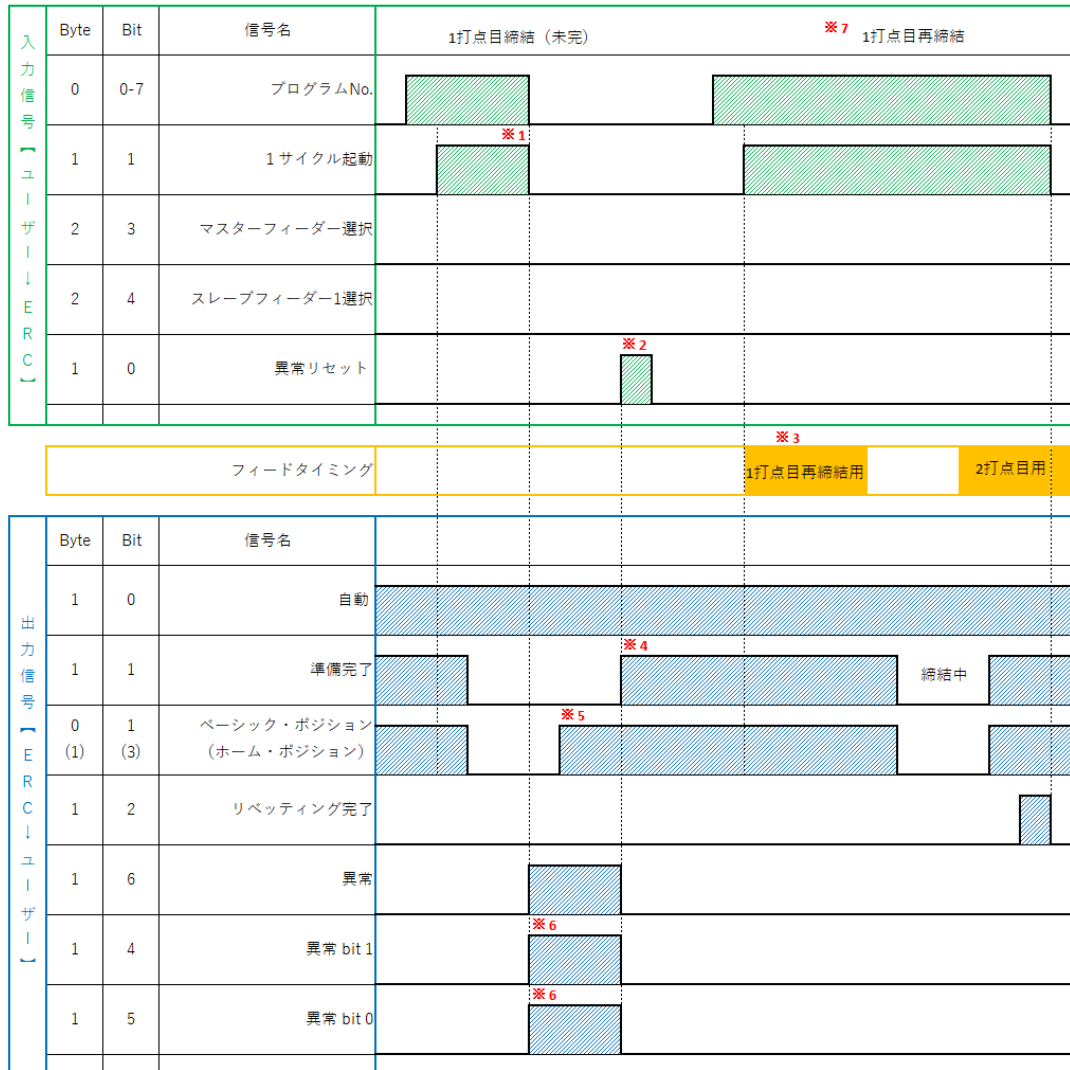 入力信号【ユーザー→ERC】
Byte Bit 信号名 1打点目締結（未完） ※7 1打点目再締結
0 0-7 プログラムNo.
※1
1 1 1サイクル起動
2 3 マスターフィーダー選択
2 4 スレーブフィーダー1選択
※2
1 0 異常リセット
※3
フィードタイミング 1打点目再締結用 2打点目用
出力信号【ERC→ユーザー】
Byte Bit 信号名
1 0 自動
※4
1 1 準備完了 締結中
※5
0 1 ベーシック・ポジション
(1) (3) （ホーム・ポジション）
1 2 リベッティング完了
1 6 異常
※6
1 4 異常 bit 1
※6
1 5 異常 bit 0